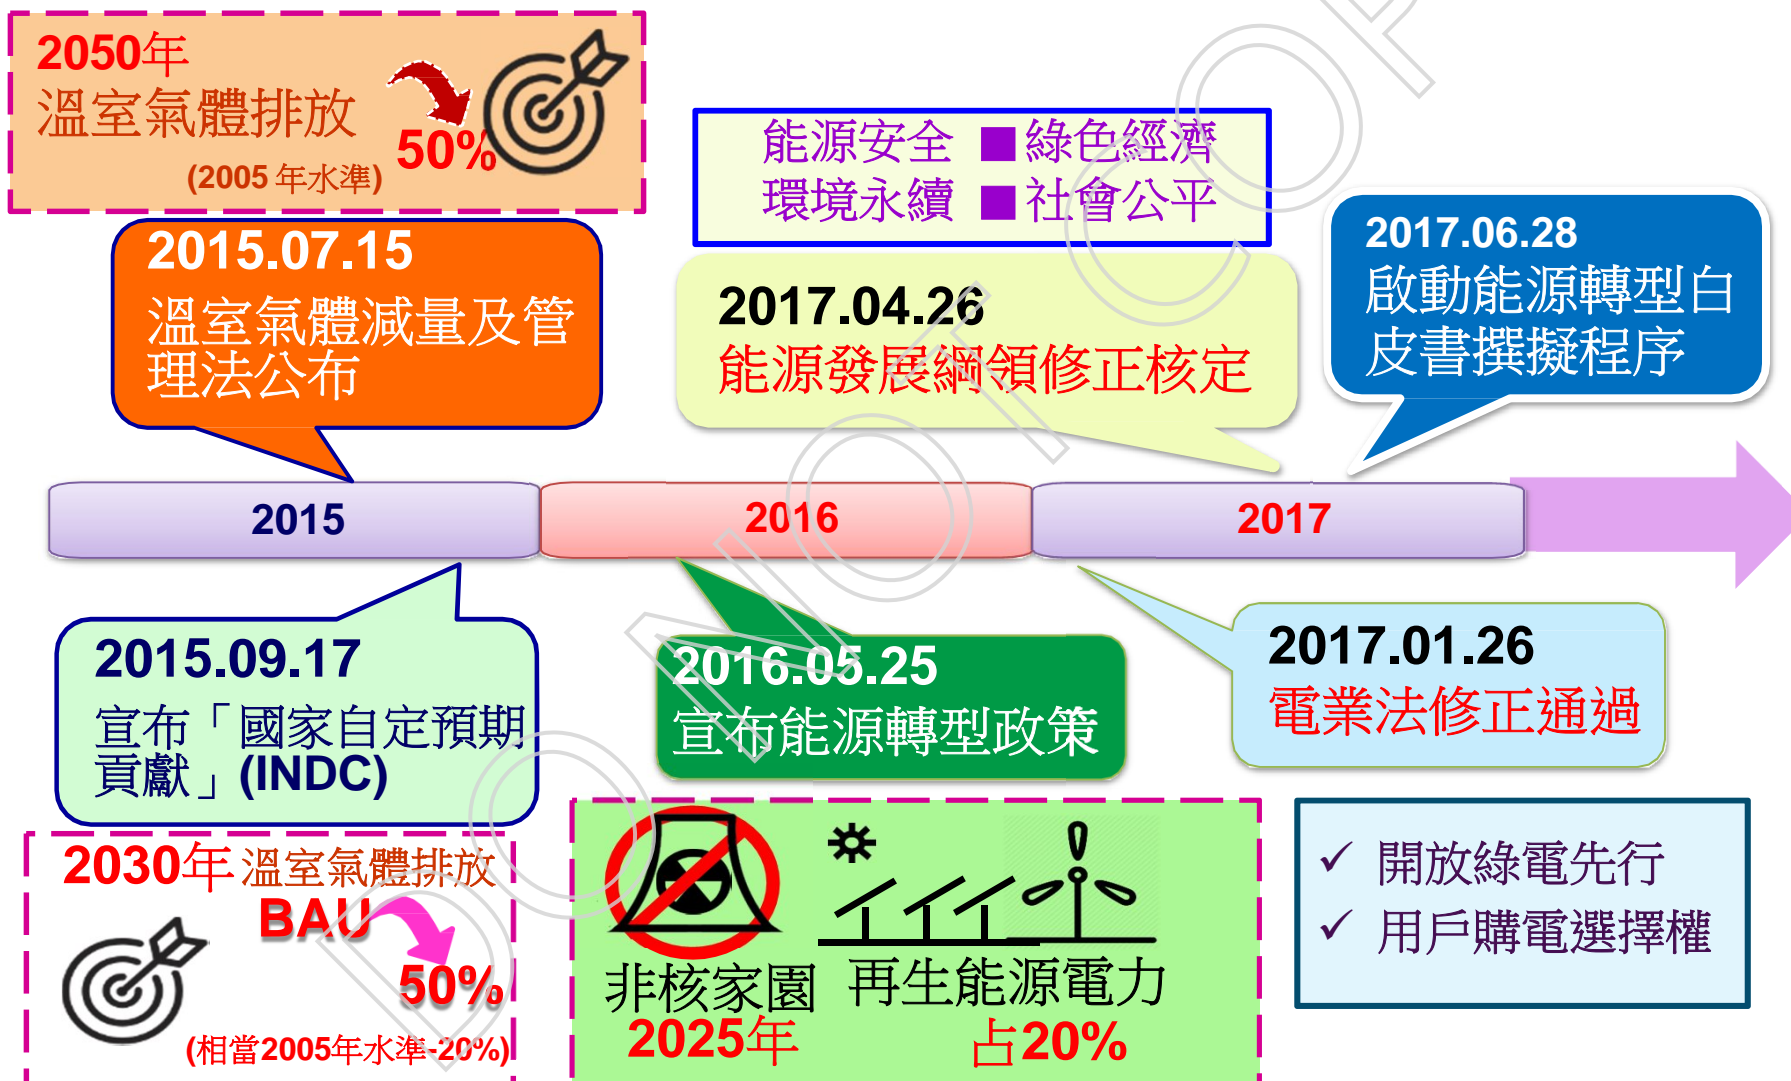 2050年
溫室氣體排放
50%
(2005 年水準)
能源安全 ■ 綠色經濟
環境永續 ■ 社會公平
2015.07.15
溫室氣體減量及管
理法公布
2017.04.26
能源發展綱領修正核定
2017.06.28
啟動能源轉型白
皮書撰擬程序
2015
2016
2017
2015.09.17
宣布「國家自定預期
貢獻」(INDC)
2016.05.25
宣布能源轉型政策
2017.01.26
電業法修正通過
2030年 溫室氣體排放
BAU
50%
(相當2005年水準-20%)
非核家園
2025年
再生能源電力
占20%
✓ 開放綠電先行
✓ 用戶購電選擇權
DO NOT COP